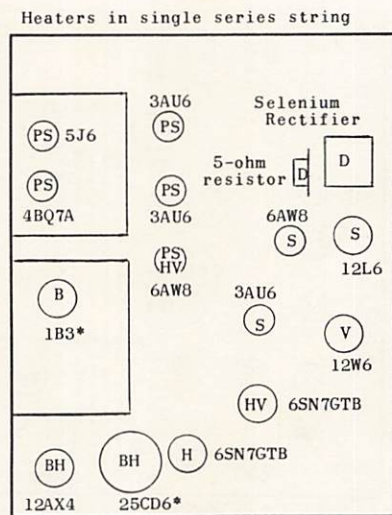 Heaters in single series string
3AU6
PS
Selenium
Rectifier
PS 5J6
5-ohm
resistor
D
D
PS
4BQ7A
PS
3AU6
6AW8
S
S
12L6
PS
HV
6AW8
B
1B3*
3AU6
S
V
12W6
HV 6SN7GTB
BH
12AX4
BH
25CD6*
H 6SN7GTB